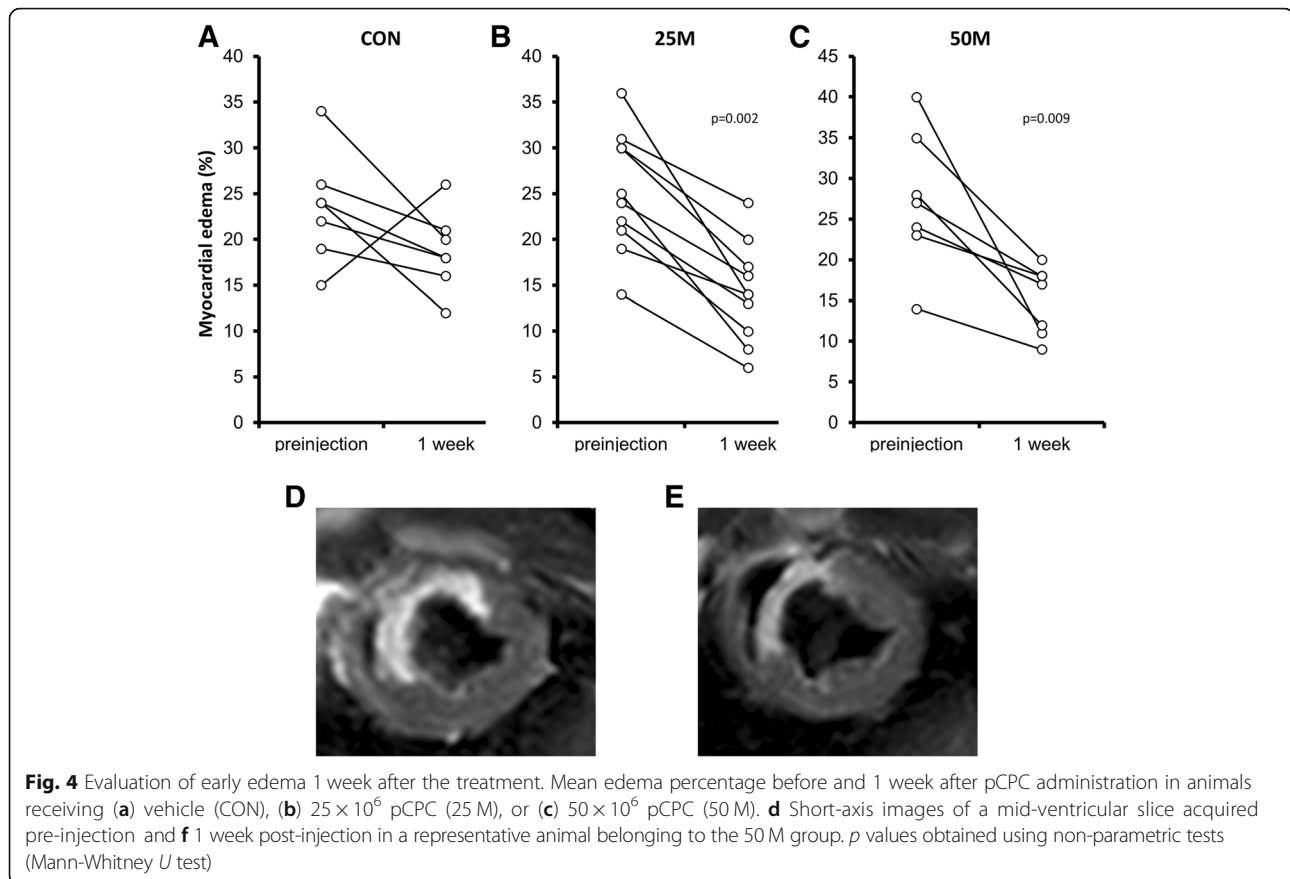 A CON
B 25M
C 50M
Myocardial edema (%)
40
35
30
25
20
15
10
5
0
preinjection 1 week
40
35
30
25
20
15
10
5
0
p=0.002
preinjection 1 week
45
40
35
30
25
20
15
10
5
0
p=0.009
preinjection 1 week
D
E
Fig. 4 Evaluation of early edema 1 week after the treatment. Mean edema percentage before and 1 week after pCPC administration in animals
receiving (a) vehicle (CON), (b) 25 × 10⁶ pCPC (25 M), or (c) 50 × 10⁶ pCPC (50 M). d Short-axis images of a mid-ventricular slice acquired
pre-injection and f 1 week post-injection in a representative animal belonging to the 50 M group. p values obtained using non-parametric tests
(Mann-Whitney U test)